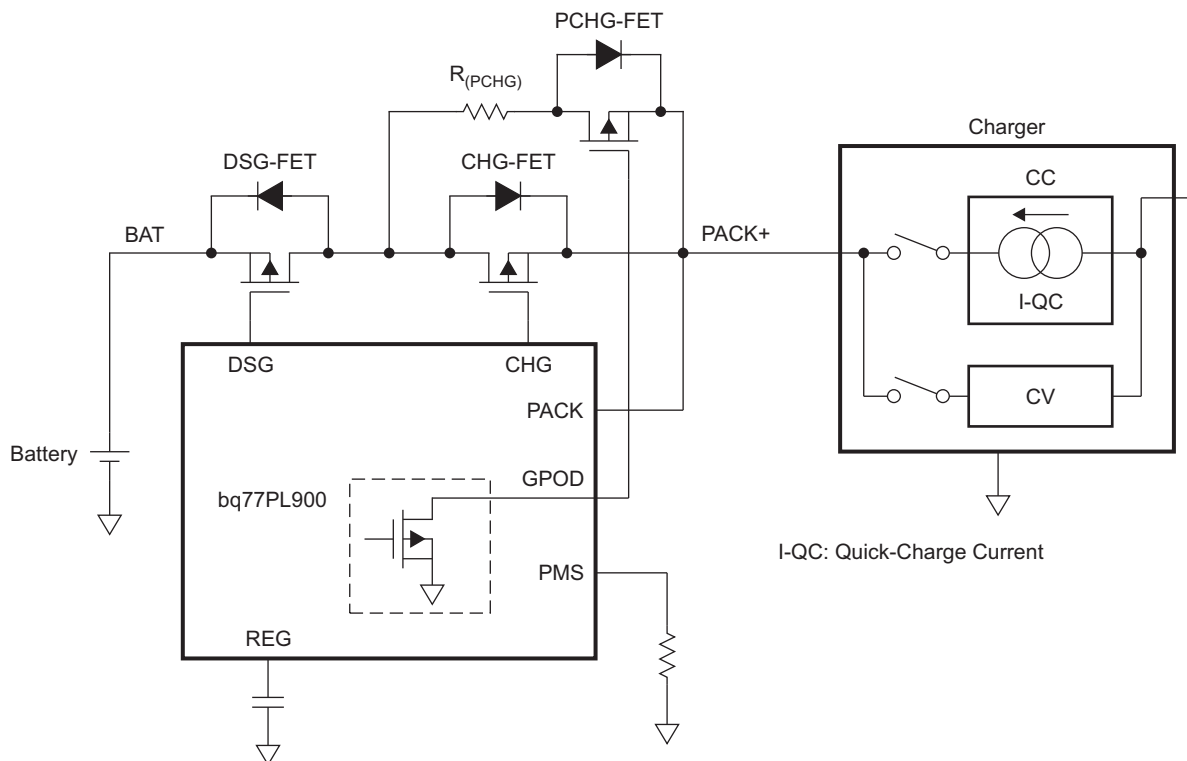 PCHG-FET
R(PCHG)
Charger
DSG-FET
CHG-FET
CC
BAT
PACK+
I-QC
DSG
CHG
PACK
CV
Battery
GPOD
bq77PL900
I-QC: Quick-Charge Current
PMS
REG